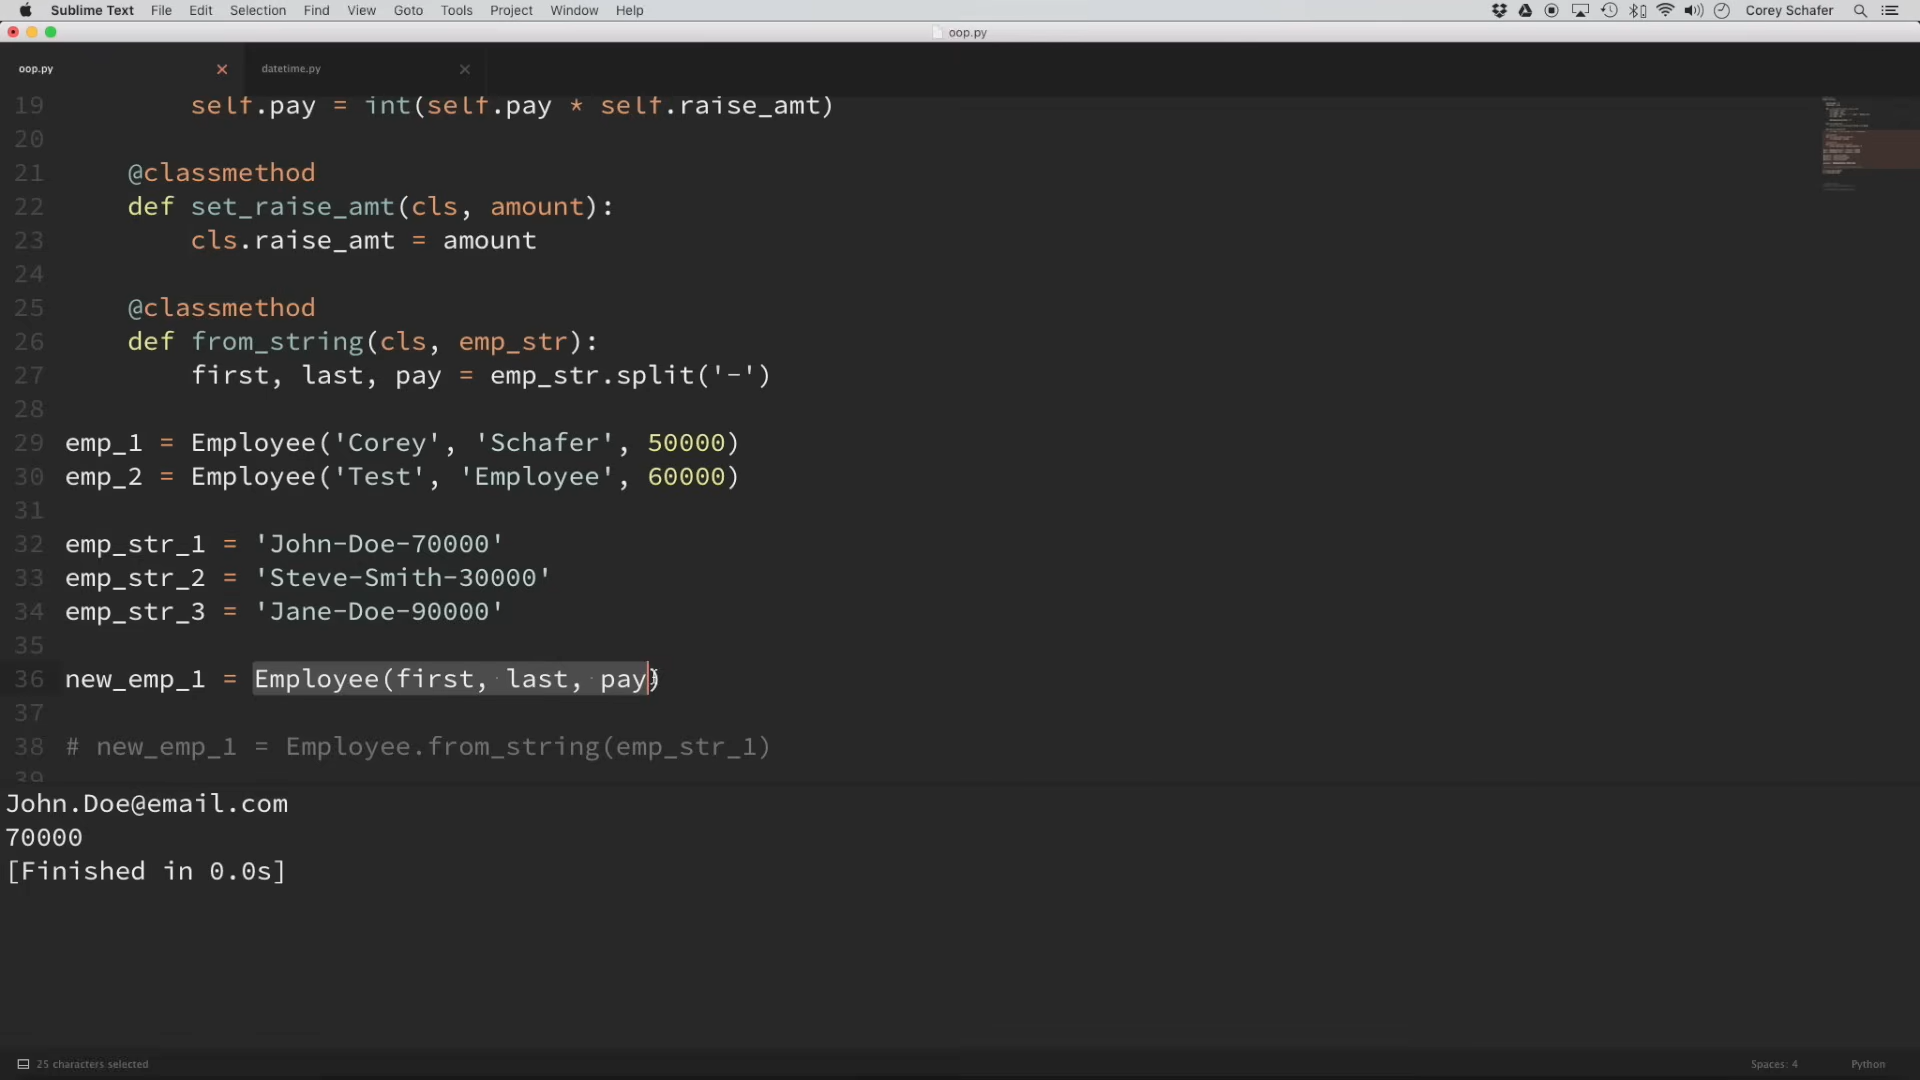 Sublime Text File Edit Selection Find View Goto Tools Project Window Help Corey Schafer
oop.py
oop.py datetime.py
19 self.pay = int(self.pay * self.raise_amt)
20
21 @classmethod
22 def set_raise_amt(cls, amount):
23 cls.raise_amt = amount
24
25 @classmethod
26 def from_string(cls, emp_str):
27 first, last, pay = emp_str.split('-')
28
29 emp_1 = Employee('Corey', 'Schafer', 50000)
30 emp_2 = Employee('Test', 'Employee', 60000)
31
32 emp_str_1 = 'John-Doe-70000'
33 emp_str_2 = 'Steve-Smith-30000'
34 emp_str_3 = 'Jane-Doe-90000'
35
36 new_emp_1 = Employee(first, last, pay)
37
38 # new_emp_1 = Employee.from_string(emp_str_1)
39
John.Doe@email.com
70000
[Finished in 0.0s]
25 characters selected Spaces: 4 Python